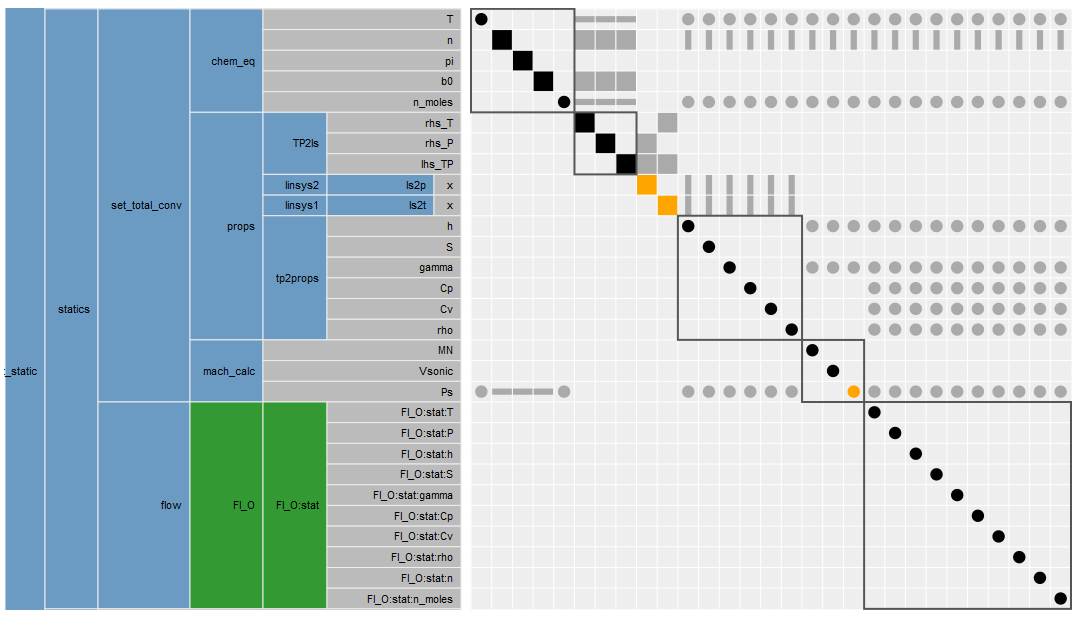 T
n
chem_eq
pi
b0
n_moles
rhs_T
TP2ls
rhs_P
lhs_TP
linsys2
ls2p
x
set_total_conv
linsys1
ls2t
x
props
h
S
tp2props
gamma
Cp
statics
Cv
rho
MN
:_static
mach_calc
Vsonic
Ps
Fl_O:stat:T
Fl_O:stat:P
Fl_O:stat:h
Fl_O:stat:S
Fl_O:stat:gamma
flow
Fl_O
Fl_O:stat
Fl_O:stat:Cp
Fl_O:stat:Cv
Fl_O:stat:rho
Fl_O:stat:n
Fl_O:stat:n_moles